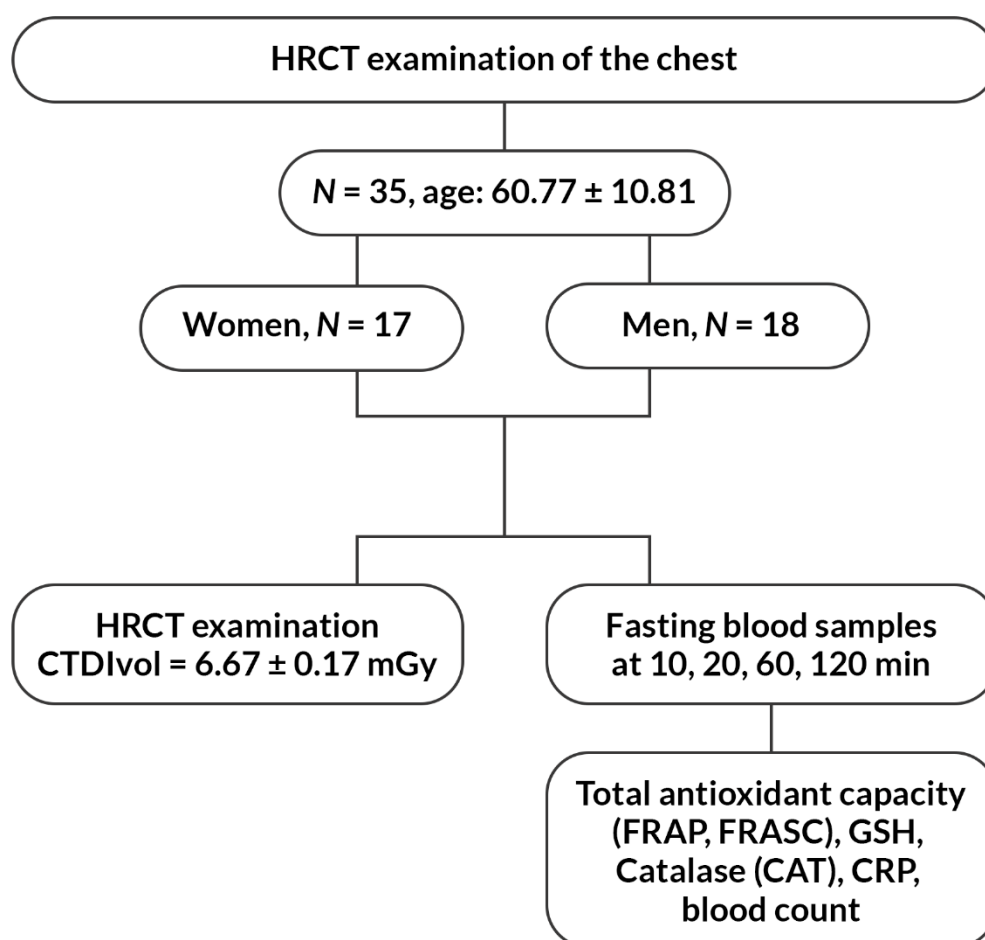 HRCT examination of the chest
N = 35, age: 60.77 ± 10.81
Women, N = 17
Men, N = 18
HRCT examination
CTDIvol = 6.67 ± 0.17 mGy
Fasting blood samples
at 10, 20, 60, 120 min
Total antioxidant capacity
(FRAP, FRASC), GSH,
Catalase (CAT), CRP,
blood count